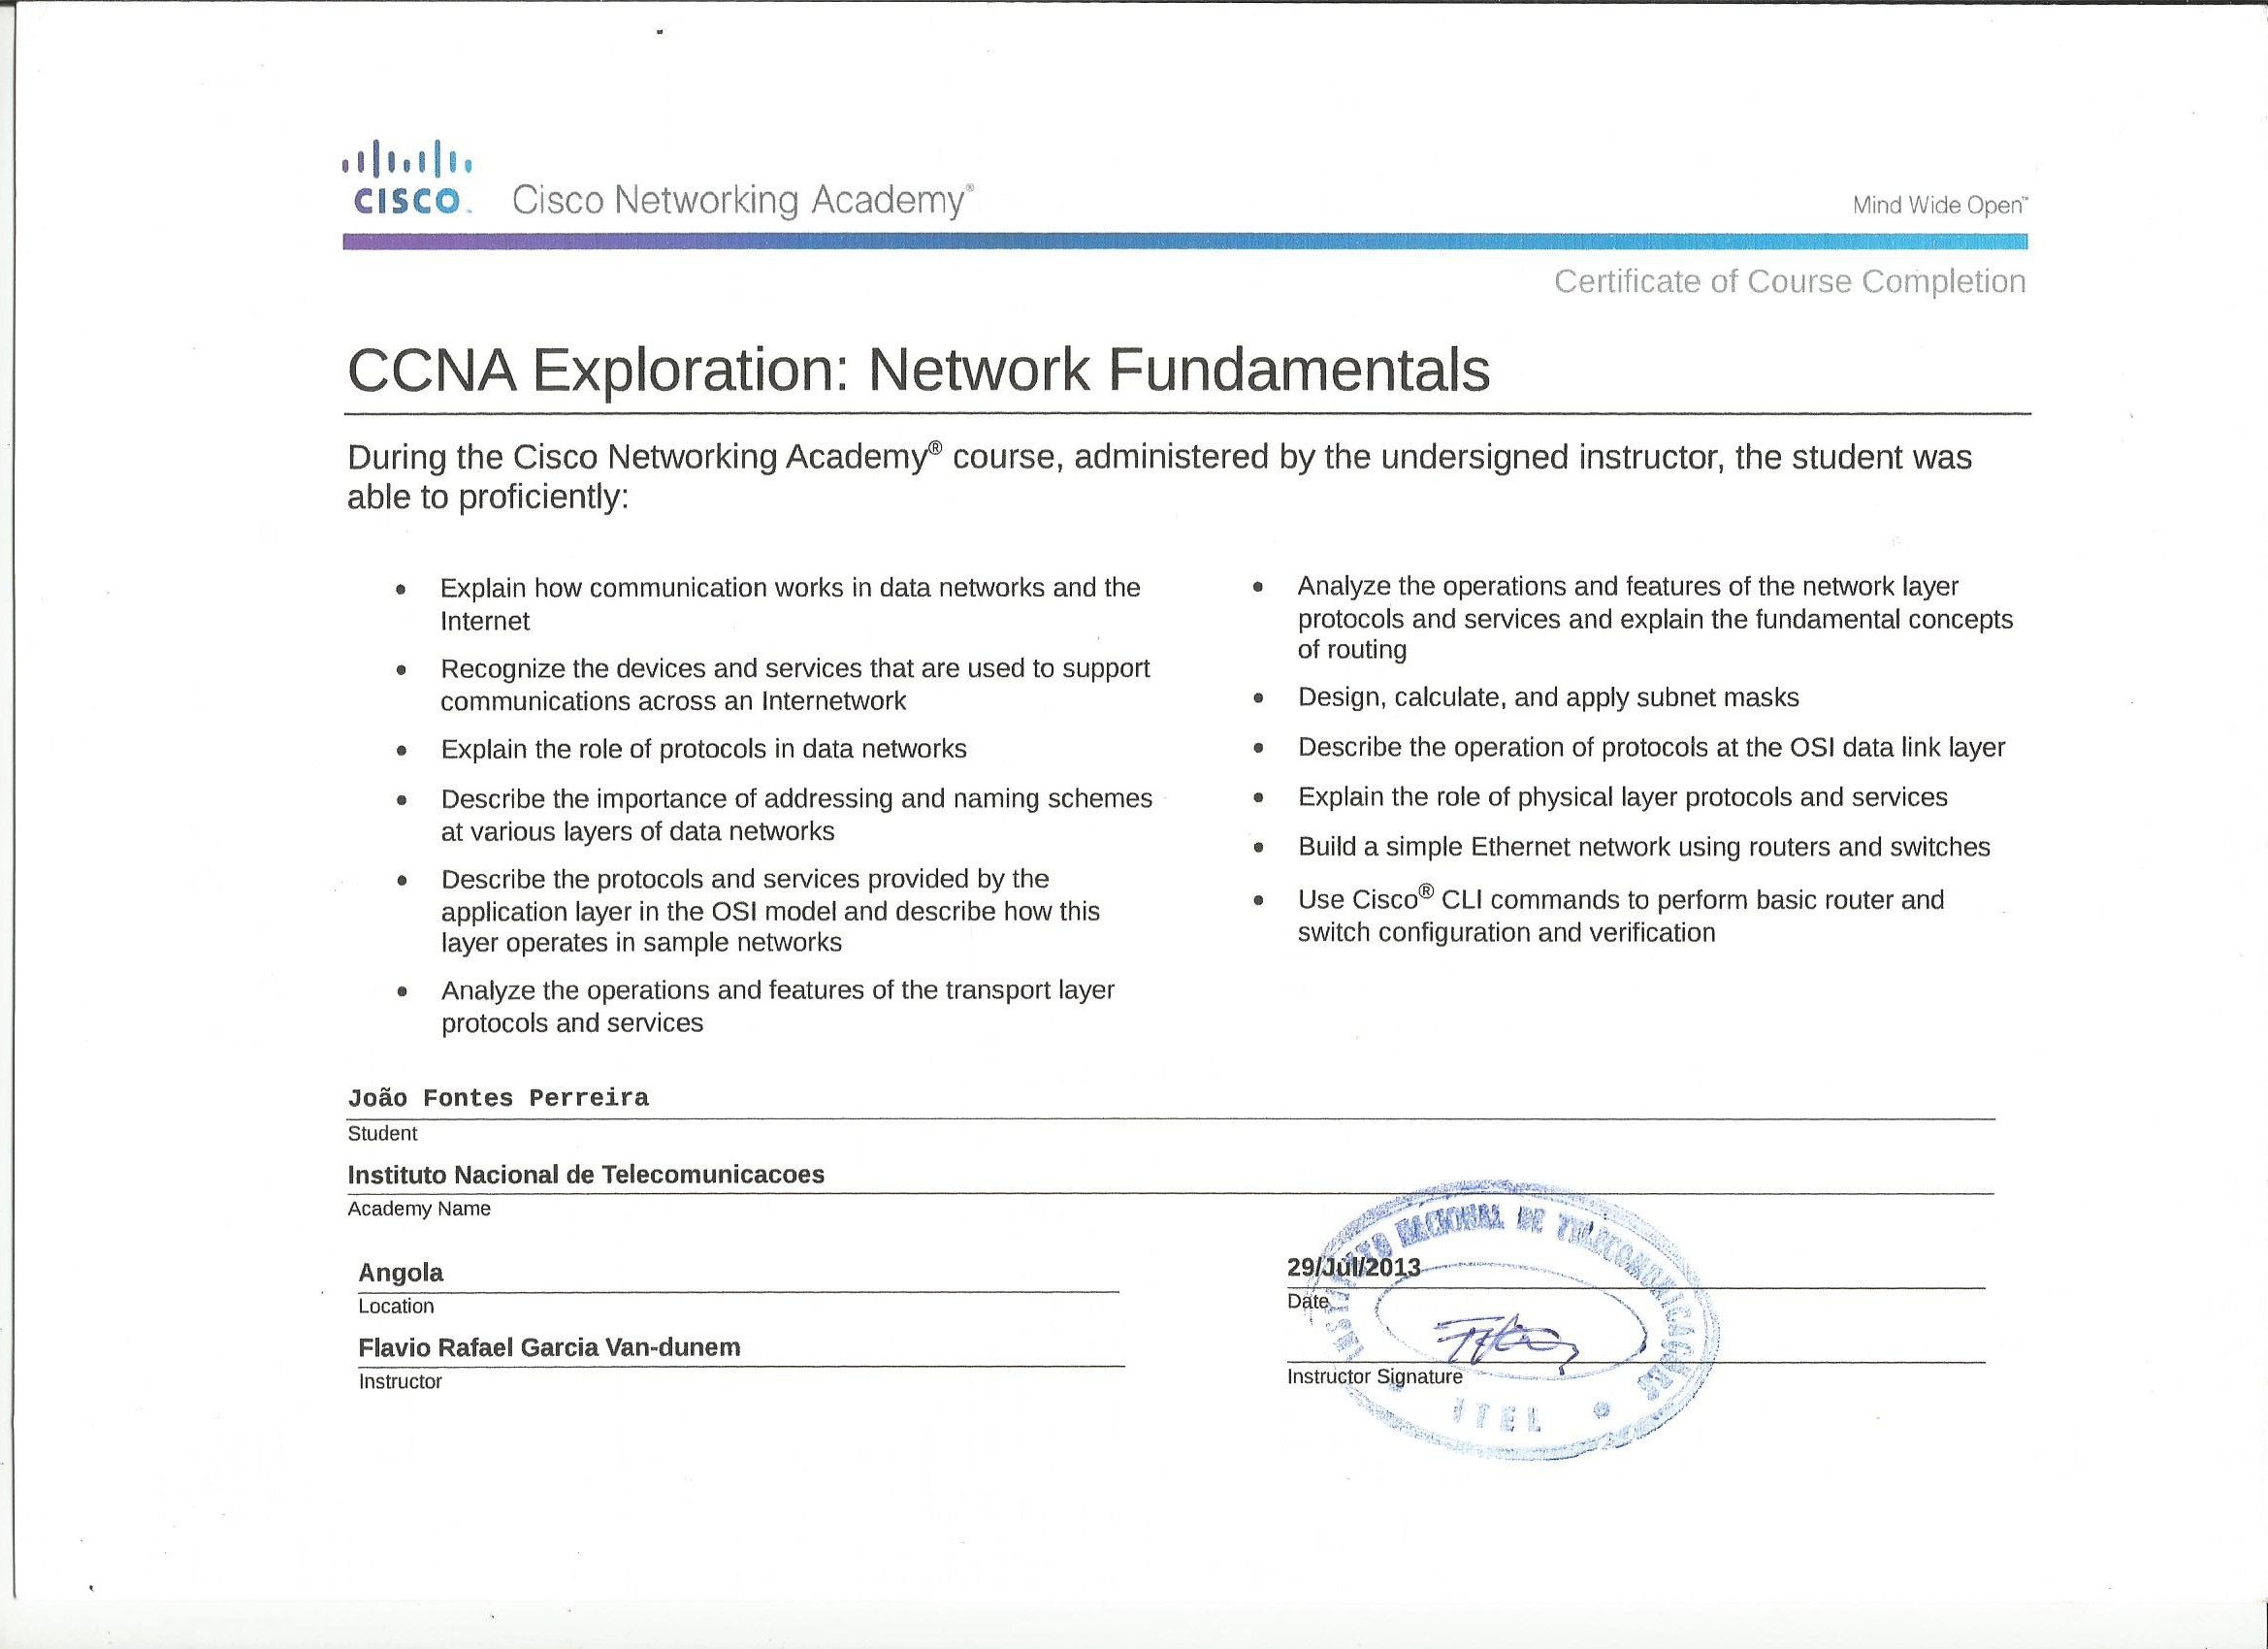 CISCO™ Cisco Networking Academy®
Mind Wide Open™
Certificate of Course Completion
CCNA Exploration: Network Fundamentals
During the Cisco Networking Academy® course, administered by the undersigned instructor, the student was
able to proficiently:
• Explain how communication works in data networks and the
Internet
• Recognize the devices and services that are used to support
communications across an Internetwork
• Explain the role of protocols in data networks
• Describe the importance of addressing and naming schemes
at various layers of data networks
• Describe the protocols and services provided by the
application layer in the OSI model and describe how this
layer operates in sample networks
• Analyze the operations and features of the transport layer
protocols and services
• Analyze the operations and features of the network layer
protocols and services and explain the fundamental concepts
of routing
• Design, calculate, and apply subnet masks
• Describe the operation of protocols at the OSI data link layer
• Explain the role of physical layer protocols and services
• Build a simple Ethernet network using routers and switches
• Use Cisco® CLI commands to perform basic router and
switch configuration and verification
João Fontes Perreira
Student
Instituto Nacional de Telecomunicacoes
Academy Name
Angola
Location
29/Jul/2013
Date
Flavio Rafael Garcia Van-dunem
Instructor
Instructor Signature
INSTITUTO NACIONAL DE TELECOMUNICAÇÕES
ITEL